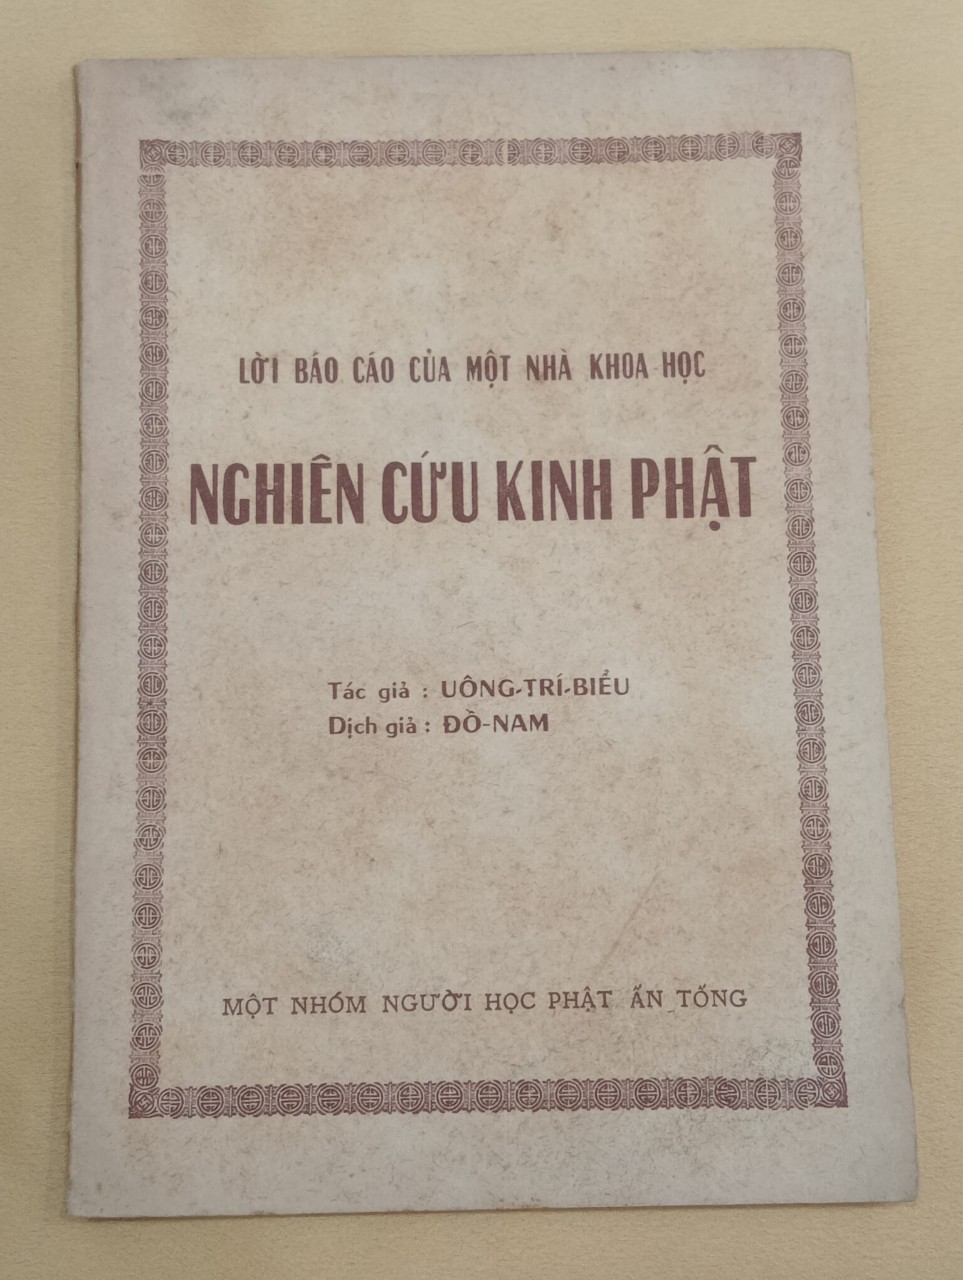 LỜI BÁO CÁO CỦA MỘT NHÀ KHOA HỌC
NGHIÊN CỨU KINH PHẬT
Tác giả : UÔNG-TRÍ-BIỂU
Dịch giả : ĐỒ-NAM
MỘT NHÓM NGƯỜI HỌC PHẬT ẤN TỐNG